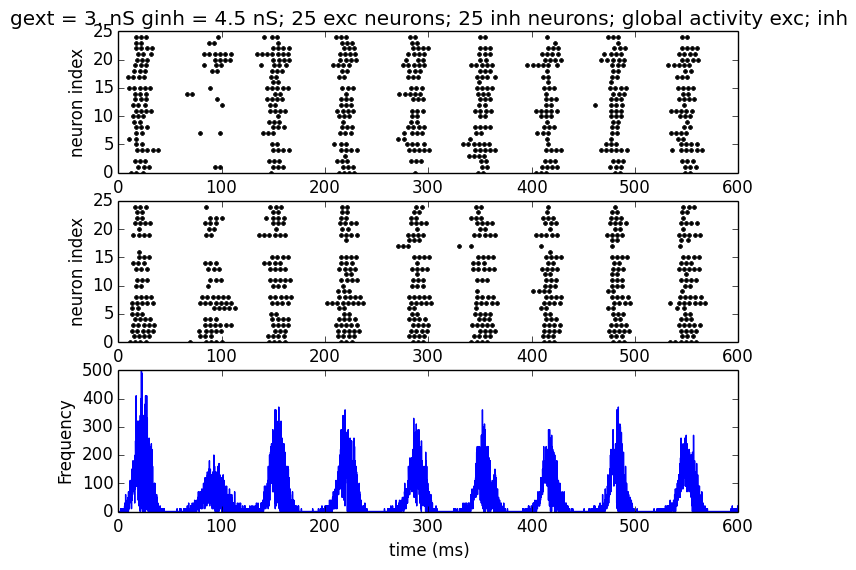 gext = 3. nS ginh = 4.5 nS; 25 exc neurons; 25 inh neurons; global activity exc; inh
25
20
15
10
5
0
neuron index
0 100 200 300 400 500 600
25
20
15
10
5
0
neuron index
0 100 200 300 400 500 600
500
400
300
200
100
0
Frequency
0 100 200 300 400 500 600
time (ms)